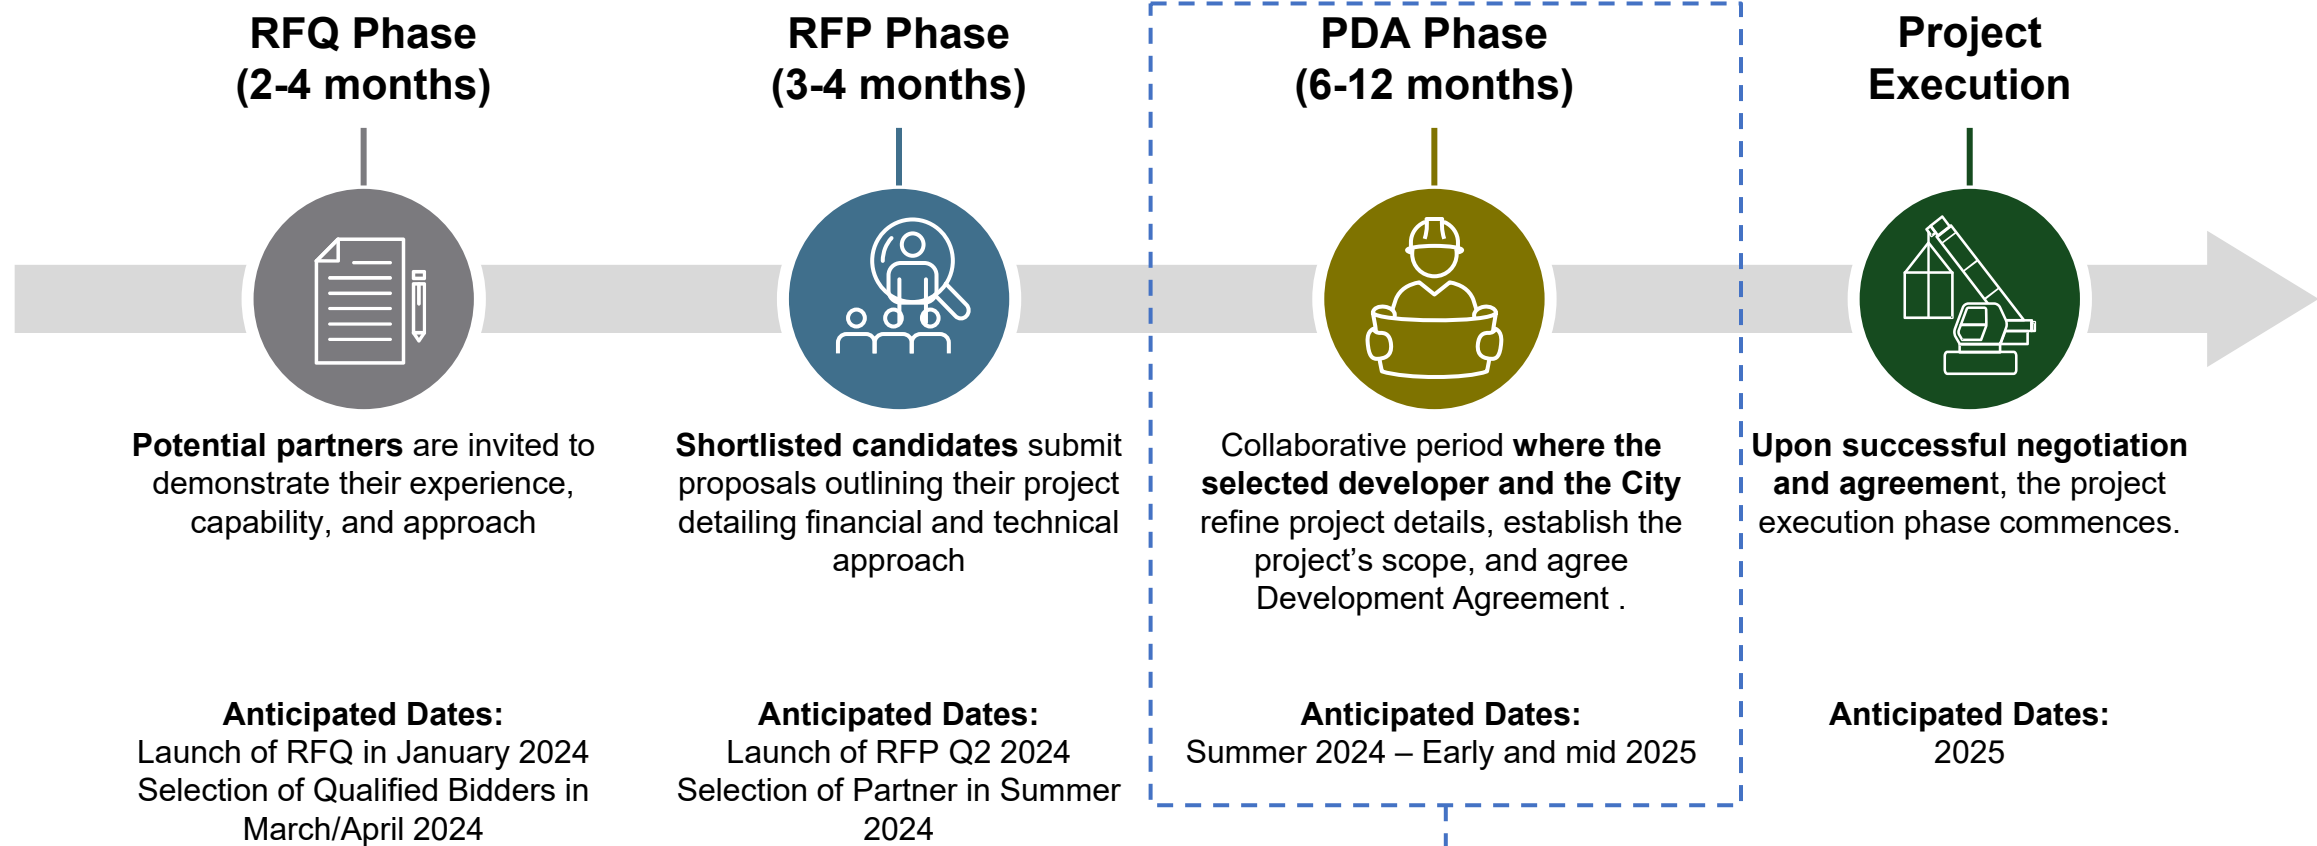 RFQ Phase
(2-4 months)
Potential partners are invited to
demonstrate their experience,
capability, and approach
Anticipated Dates:
Launch of RFQ in January 2024
Selection of Qualified Bidders in
March/April 2024
RFP Phase
(3-4 months)
Shortlisted candidates submit
proposals outlining their project
detailing financial and technical
approach
Anticipated Dates:
Launch of RFP Q2 2024
Selection of Partner in Summer
2024
PDA Phase
(6-12 months)
Collaborative period where the
selected developer and the City
refine project details, establish the
project’s scope, and agree
Development Agreement .
Anticipated Dates:
Summer 2024 – Early and mid 2025
Project
Execution
Upon successful negotiation
and agreement, the project
execution phase commences.
Anticipated Dates:
2025